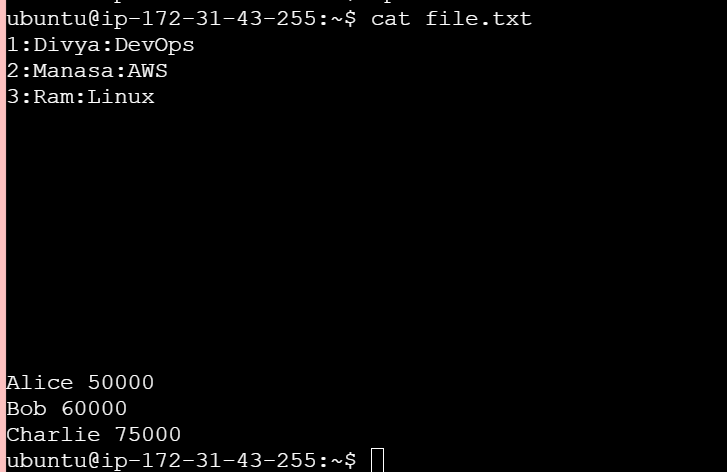 ubuntu@ip-172-31-43-255:~$ cat file.txt
1:Divya:DevOps
2:Manasa:AWS
3:Ram:Linux
Alice 50000
Bob 60000
Charlie 75000
ubuntu@ip-172-31-43-255:~$